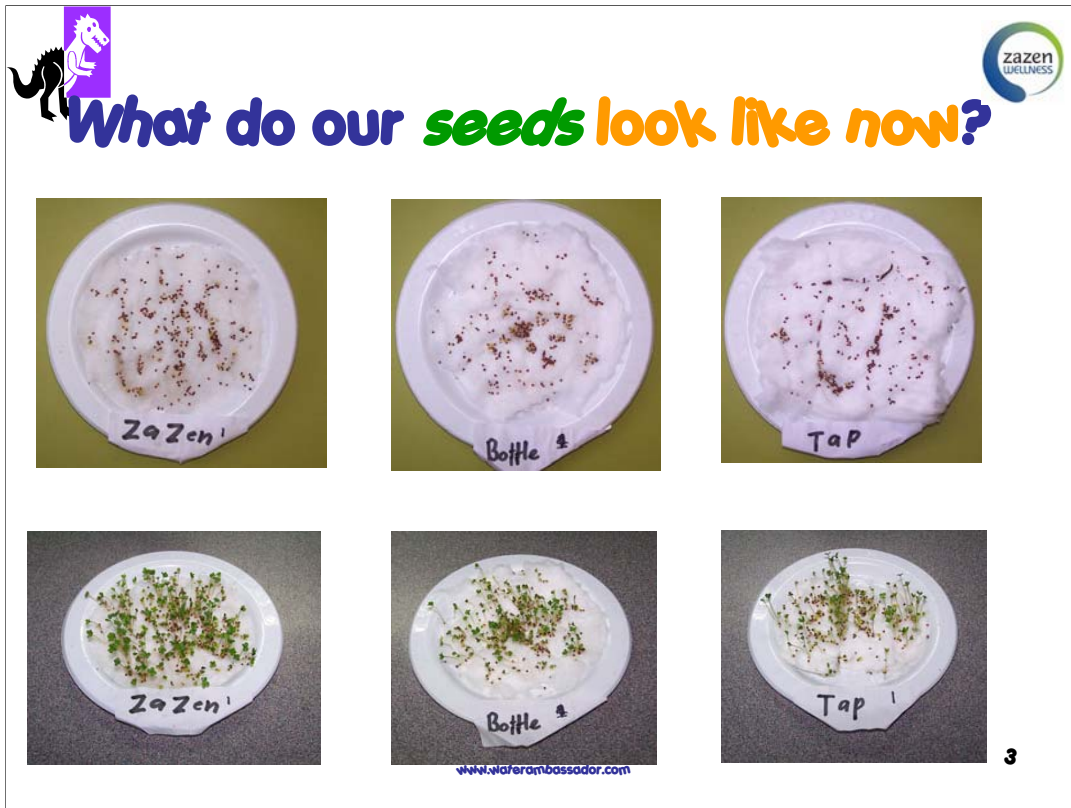 zazen
WELLNESS
What do our seeds look like now?
ZaZen 1
Bottle 1
Tap
ZaZen 1
Bottle 1
Tap 1
3
www.waterambassador.com